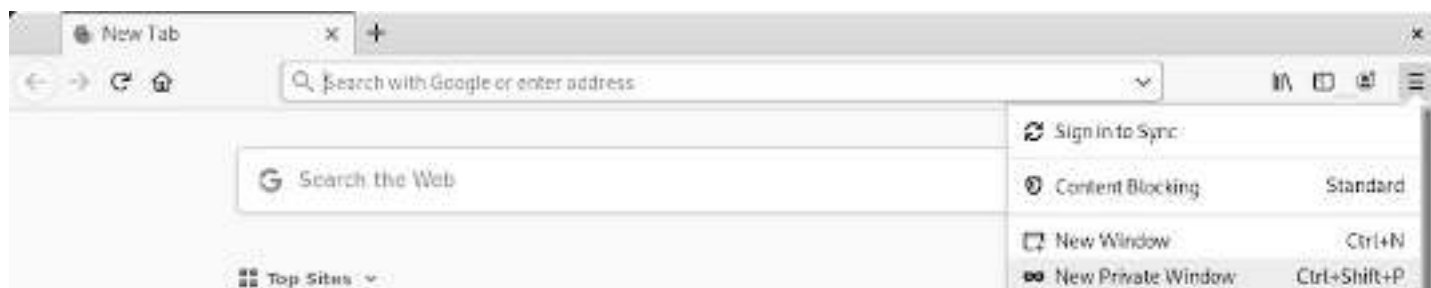 New Tab
Search with Google or enter address
Sign in to Sync
Search the Web
Content Blocking Standard
New Window Ctrl+N
Top Sites
New Private Window Ctrl+Shift+P